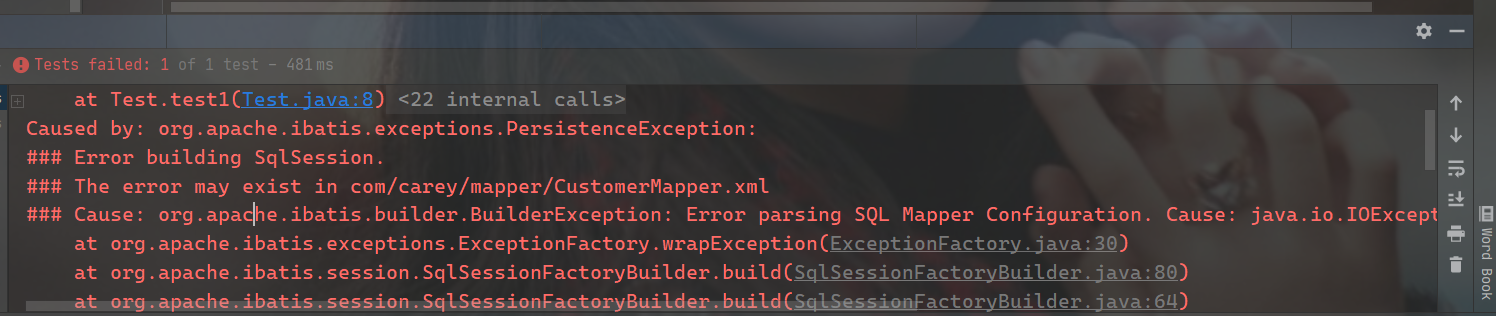 Tests failed: 1 of 1 test – 481 ms
at Test.test1(Test.java:8) <22 internal calls>
Caused by: org.apache.ibatis.exceptions.PersistenceException:
### Error building SqlSession.
### The error may exist in com/carey/mapper/CustomerMapper.xml
### Cause: org.apache.ibatis.builder.BuilderException: Error parsing SQL Mapper Configuration. Cause: java.io.IOExcept
at org.apache.ibatis.exceptions.ExceptionFactory.wrapException(ExceptionFactory.java:30)
at org.apache.ibatis.session.SqlSessionFactoryBuilder.build(SqlSessionFactoryBuilder.java:80)
at org.apache.ibatis.session.SqlSessionFactoryBuilder.build(SqlSessionFactoryBuilder.java:64)
Word Book